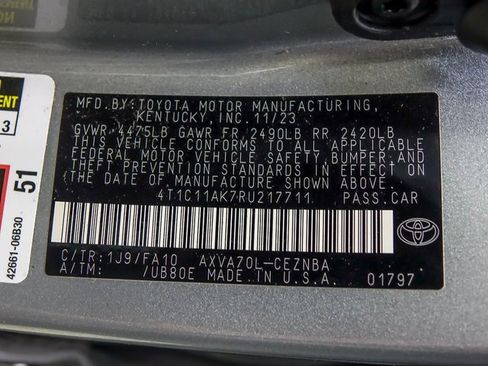 MFD. BY:TOYOTA MOTOR MANUFACTURING,
KENTUCKY, INC. 11/23
GVWR 4475LB GAWR FR 2490LB RR 2420LB
THIS VEHICLE CONFORMS TO ALL APPLICABLE
FEDERAL MOTOR VEHICLE SAFETY, BUMPER, AND
THEFT PREVENTION STANDARDS IN EFFECT ON
THE DATE OF MANUFACTURE SHOWN ABOVE.
4T1C11AK7RU217711 PASS.CAR
C/TR:1J9/FA10 AXVA70L-CEZNBA
A/TM: /UB80E MADE IN U.S.A. 01797
51
42661-06B30